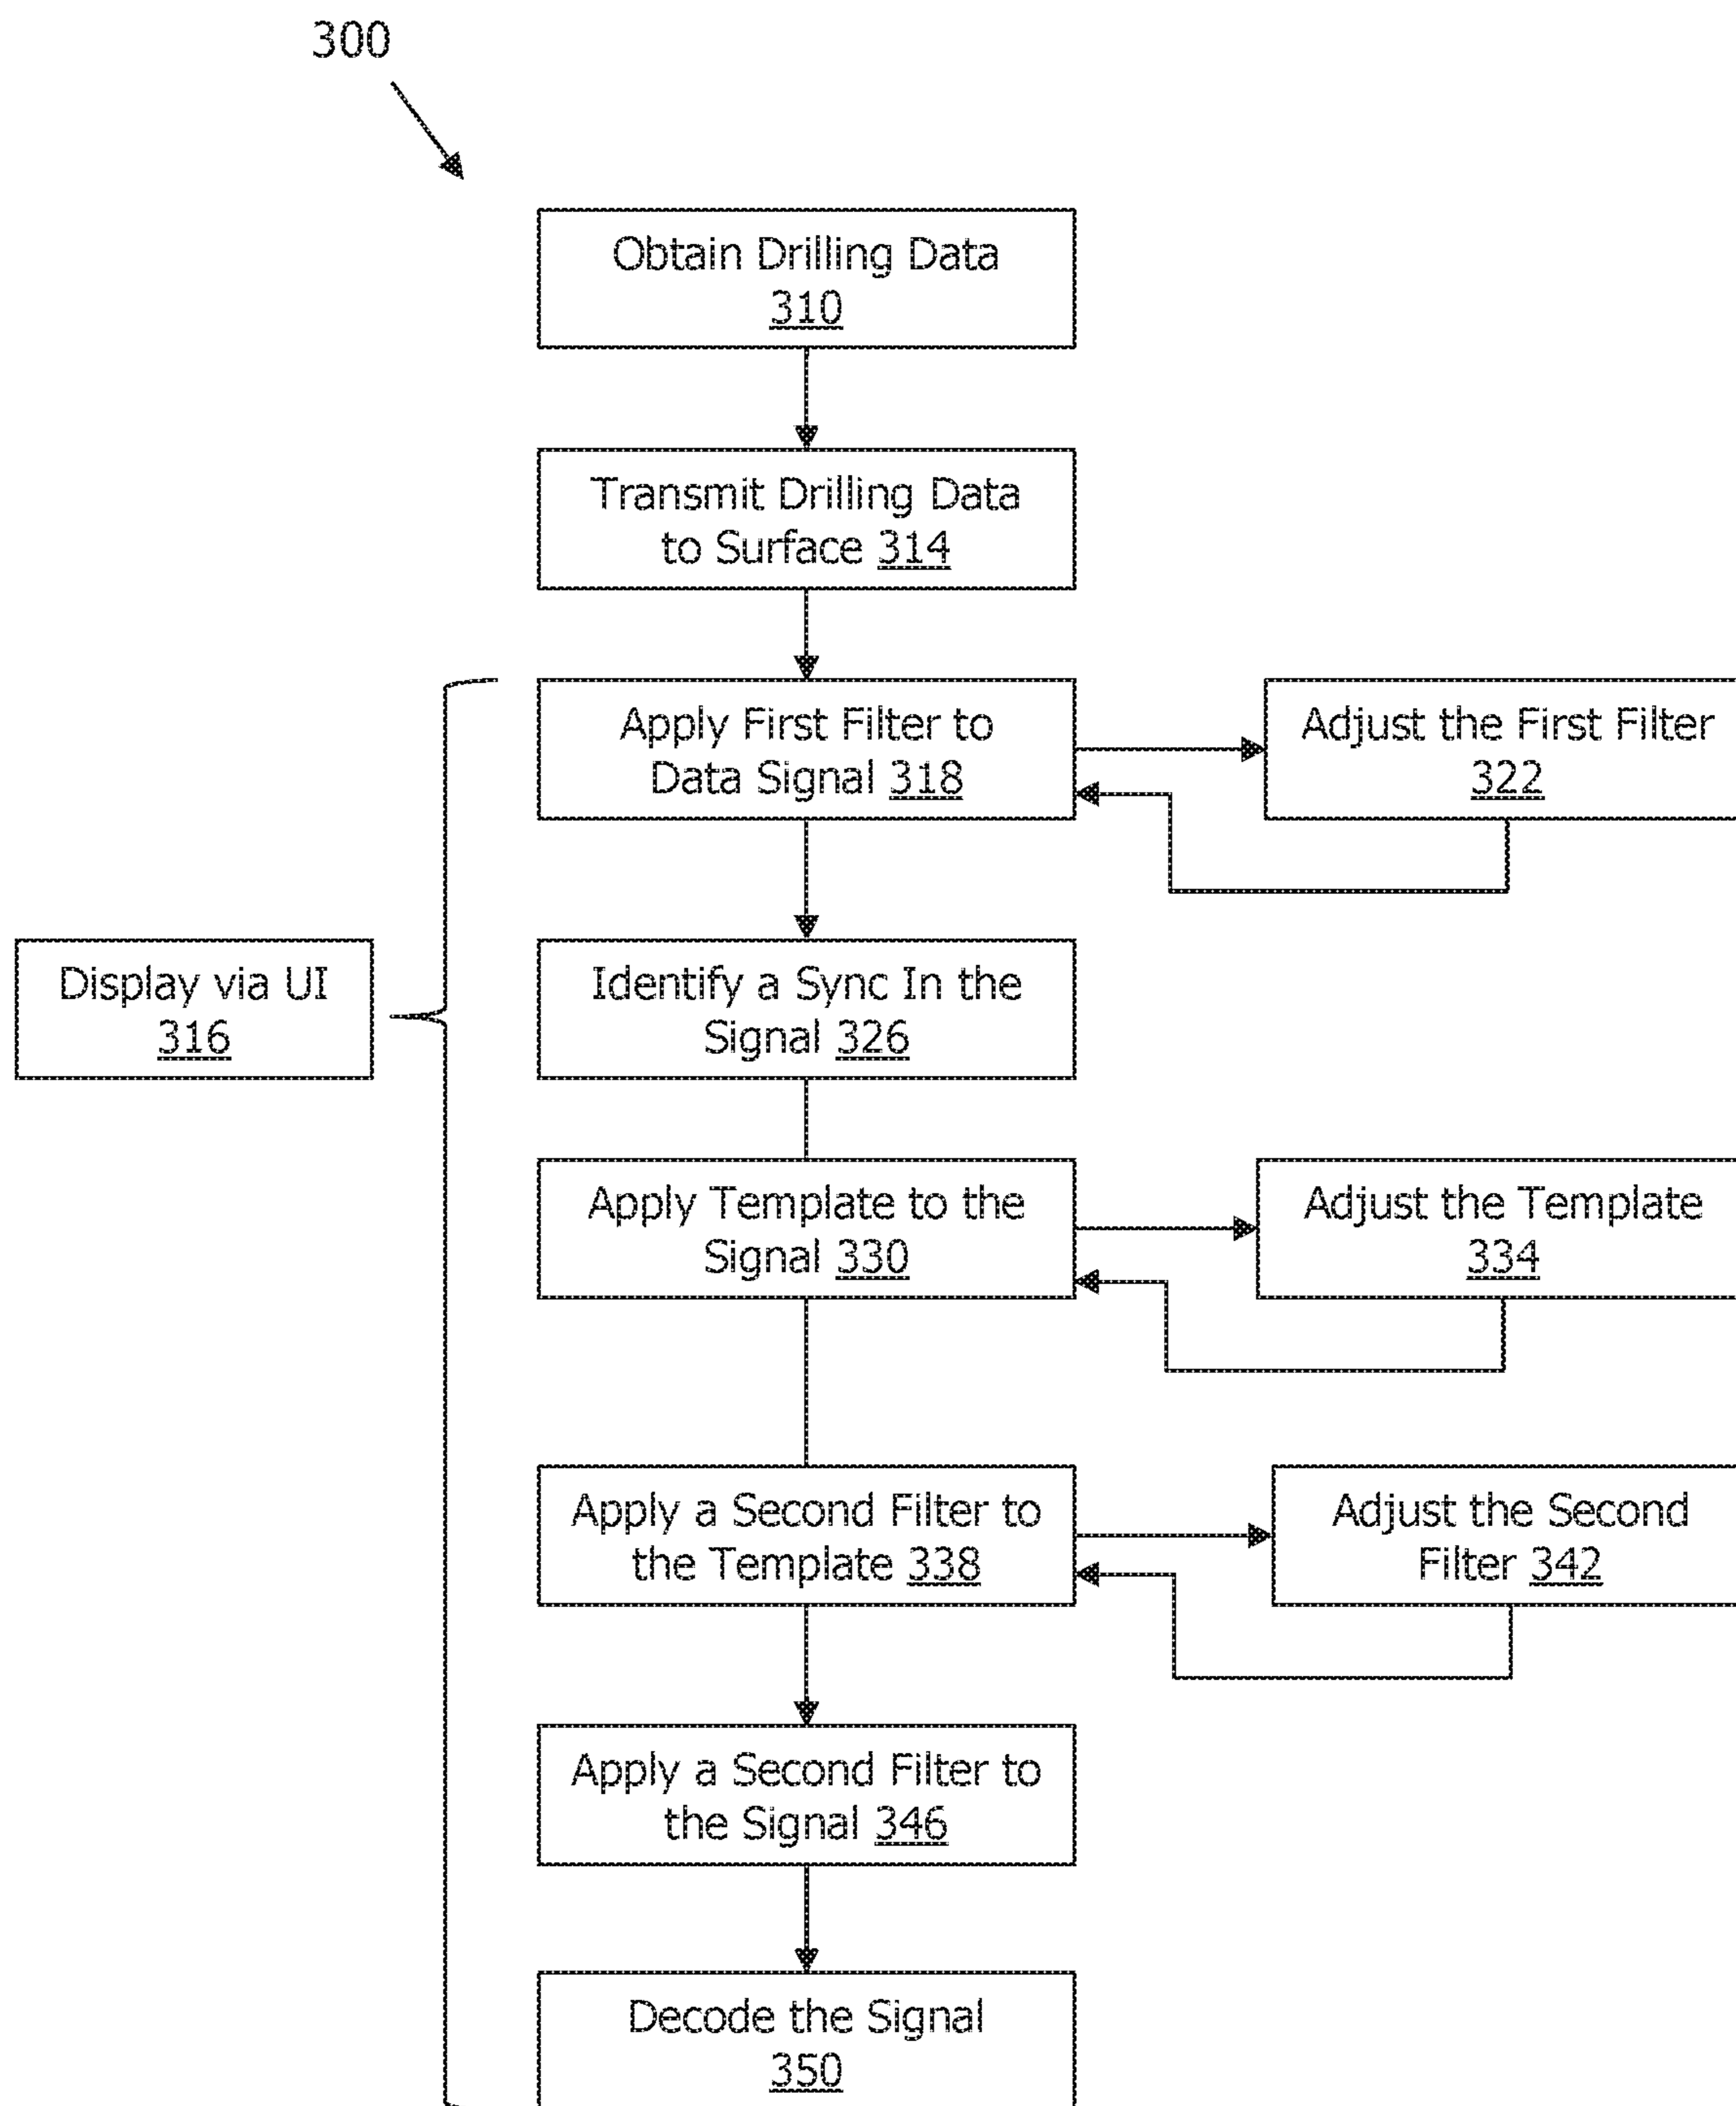 300
Obtain Drilling Data
310
Transmit Drilling Data
to Surface 314
Apply First Filter to
Data Signal 318
Adjust the First Filter
322
Display via UI
316
Identify a Sync In the
Signal 326
Apply Template to the
Signal 330
Adjust the Template
334
Apply a Second Filter to
the Template 338
Adjust the Second
Filter 342
Apply a Second Filter to
the Signal 346
Decode the Signal
350